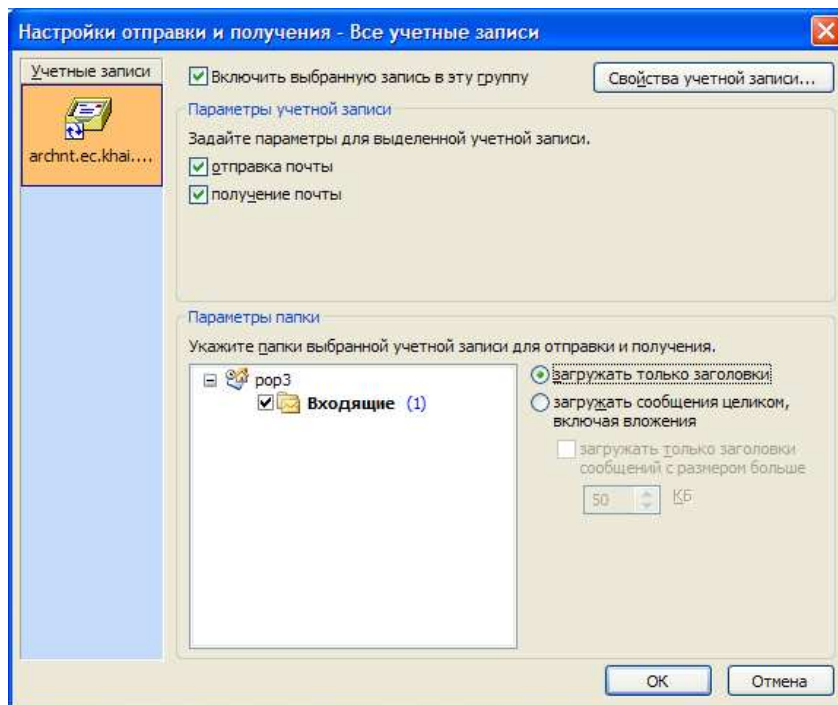 Настройки отправки и получения - Все учетные записи
Учетные записи
archnt.ec.khai....
Включить выбранную запись в эту группу
Свойства учетной записи...
Параметры учетной записи
Задайте параметры для выделенной учетной записи.
отправка почты
получение почты
Параметры папки
Укажите папки выбранной учетной записи для отправки и получения.
pop3
Входящие (1)
загружать только заголовки
загружать сообщения целиком,
включая вложения
загружать только заголовки
сообщений с размером больше
50 КБ
ОК
Отмена